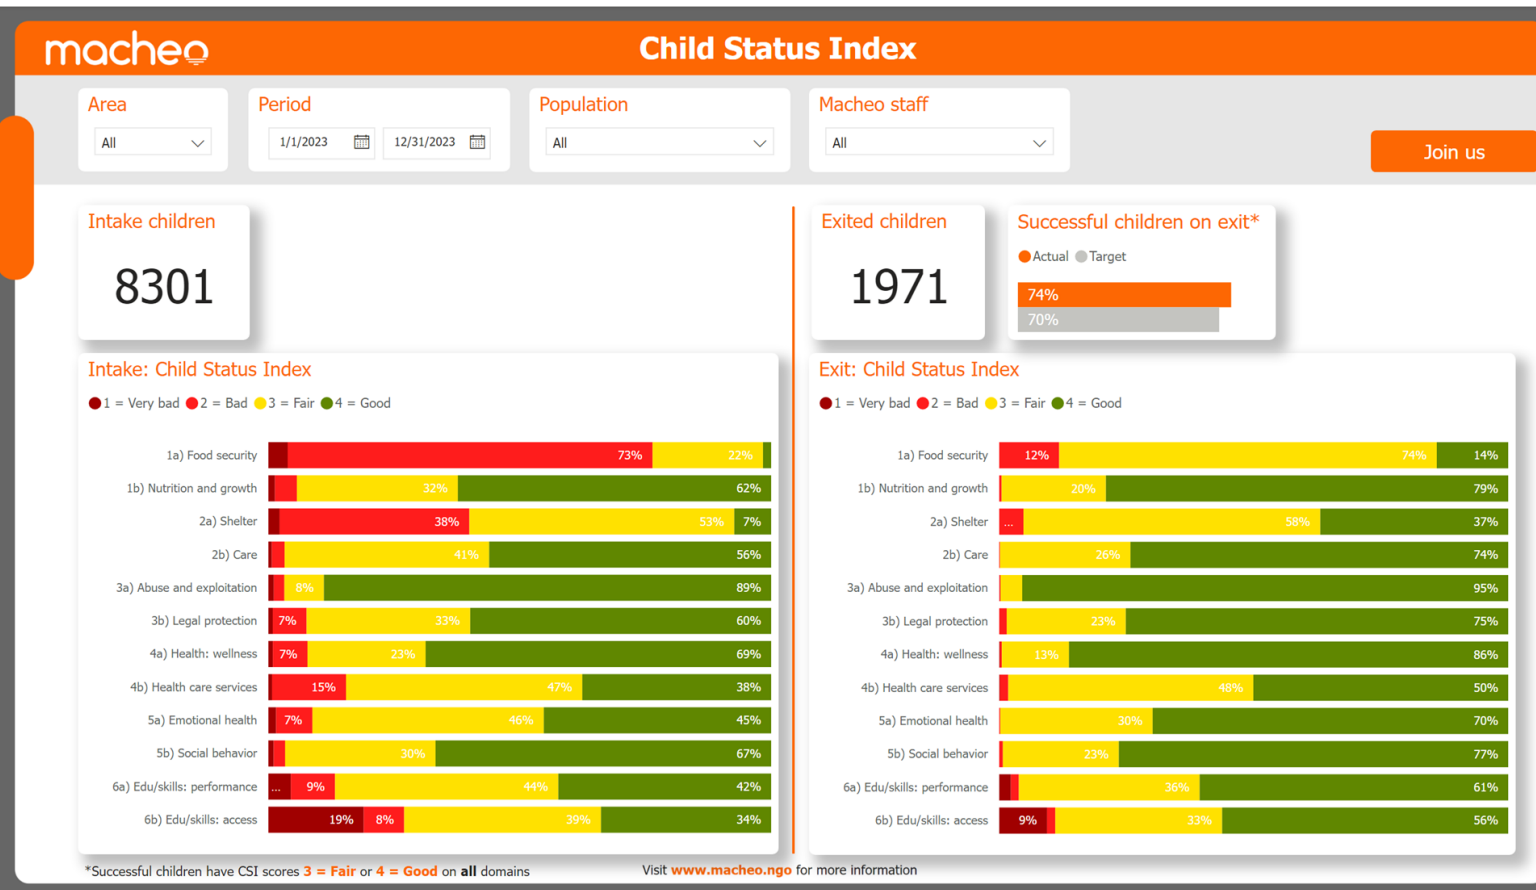 macheo
Child Status Index
Area
Period
Population
Macheo staff
All
1/1/2023
12/31/2023
All
All
Join us
Intake children
8301
Exited children
1971
Successful children on exit*
Actual Target
74%
70%
Intake: Child Status Index
1 = Very bad 2 = Bad 3 = Fair 4 = Good
1a) Food security 73% 22%
1b) Nutrition and growth 32% 62%
2a) Shelter 38% 53% 7%
2b) Care 41% 56%
3a) Abuse and exploitation 8% 89%
3b) Legal protection 7% 33% 60%
4a) Health: wellness 7% 23% 69%
4b) Health care services 15% 47% 38%
5a) Emotional health 7% 46% 45%
5b) Social behavior 30% 67%
6a) Edu/skills: performance ... 9% 44% 42%
6b) Edu/skills: access 19% 8% 39% 34%
Exit: Child Status Index
1 = Very bad 2 = Bad 3 = Fair 4 = Good
1a) Food security 12% 74% 14%
1b) Nutrition and growth 20% 79%
2a) Shelter ... 58% 37%
2b) Care 26% 74%
3a) Abuse and exploitation 95%
3b) Legal protection 23% 75%
4a) Health: wellness 13% 86%
4b) Health care services 48% 50%
5a) Emotional health 30% 70%
5b) Social behavior 23% 77%
6a) Edu/skills: performance 36% 61%
6b) Edu/skills: access 9% 33% 56%
*Successful children have CSI scores 3 = Fair or 4 = Good on all domains
Visit www.macheo.ngo for more information